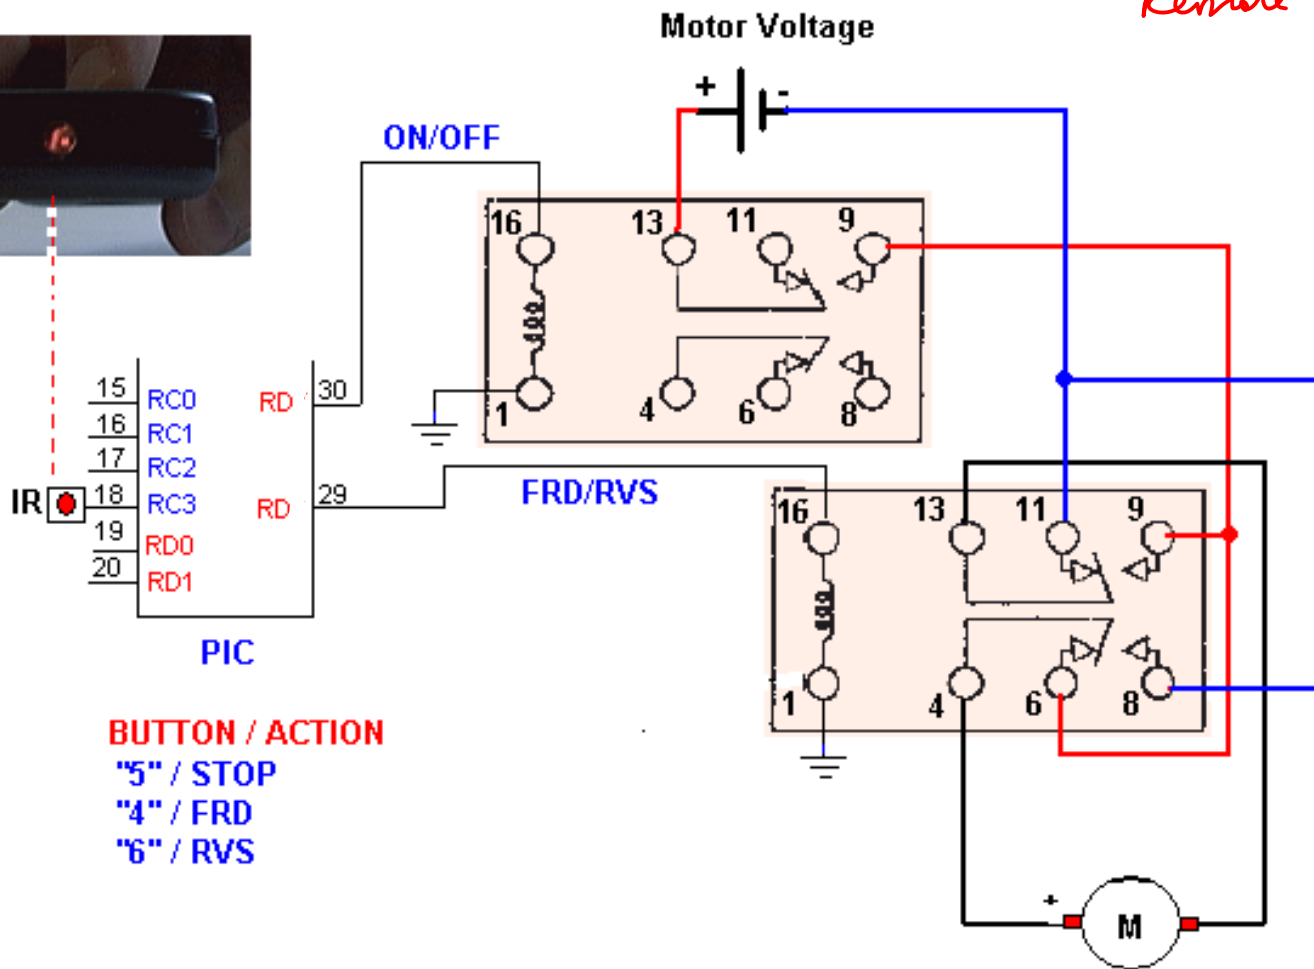 Remote
Motor Voltage
+ -
ON/OFF
16 13 11 9
1 4 6 8
15 RC0 RD 30
16 RC1
17 RC2
IR 18 RC3 RD 29
19 RD0
20 RD1
PIC
FRD/RVS
16 13 11 9
1 4 6 8
BUTTON / ACTION
"5" / STOP
"4" / FRD
"6" / RVS
+
M